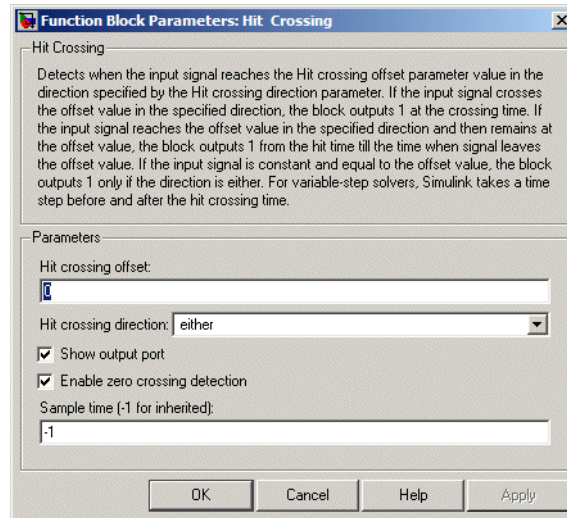 Function Block Parameters: Hit Crossing
Hit Crossing
Detects when the input signal reaches the Hit crossing offset parameter value in the
direction specified by the Hit crossing direction parameter. If the input signal crosses
the offset value in the specified direction, the block outputs 1 at the crossing time. If
the input signal reaches the offset value in the specified direction and then remains at
the offset value, the block outputs 1 from the hit time till the time when signal leaves
the offset value. If the input signal is constant and equal to the offset value, the block
outputs 1 only if the direction is either. For variable-step solvers, Simulink takes a time
step before and after the hit crossing time.
Parameters
Hit crossing offset:
0
Hit crossing direction: either
Show output port
Enable zero crossing detection
Sample time (-1 for inherited):
-1
OK Cancel Help Apply